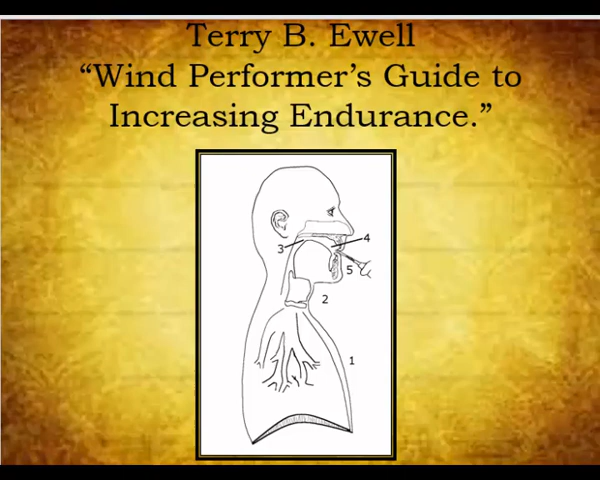 Terry B. Ewell
“Wind Performer’s Guide to
Increasing Endurance.”
4
3
5
2
1